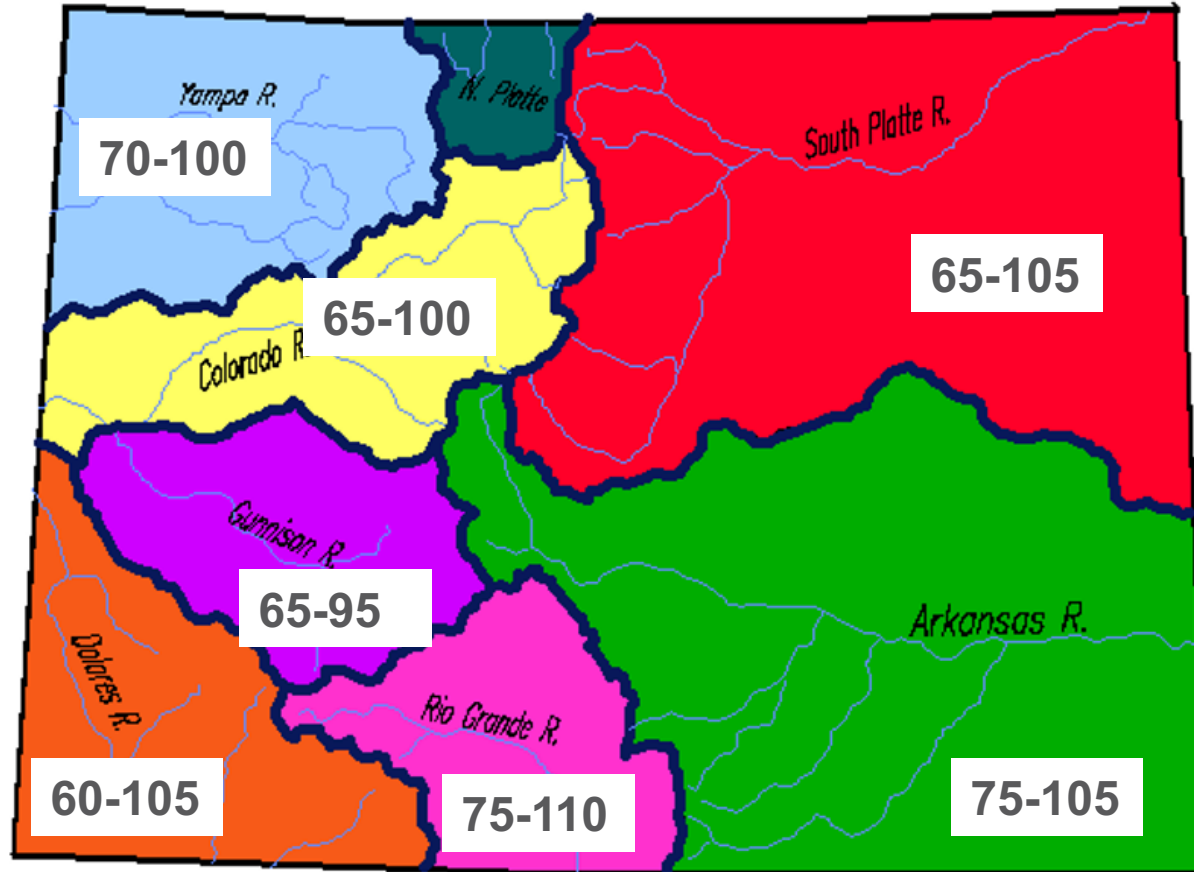 Yampa R.
N. Platte
South Platte R.
70-100
65-105
65-100
Colorado R.
Gunnison R.
65-95
Arkansas R.
Dolores R.
Rio Grande R.
60-105
75-110
75-105